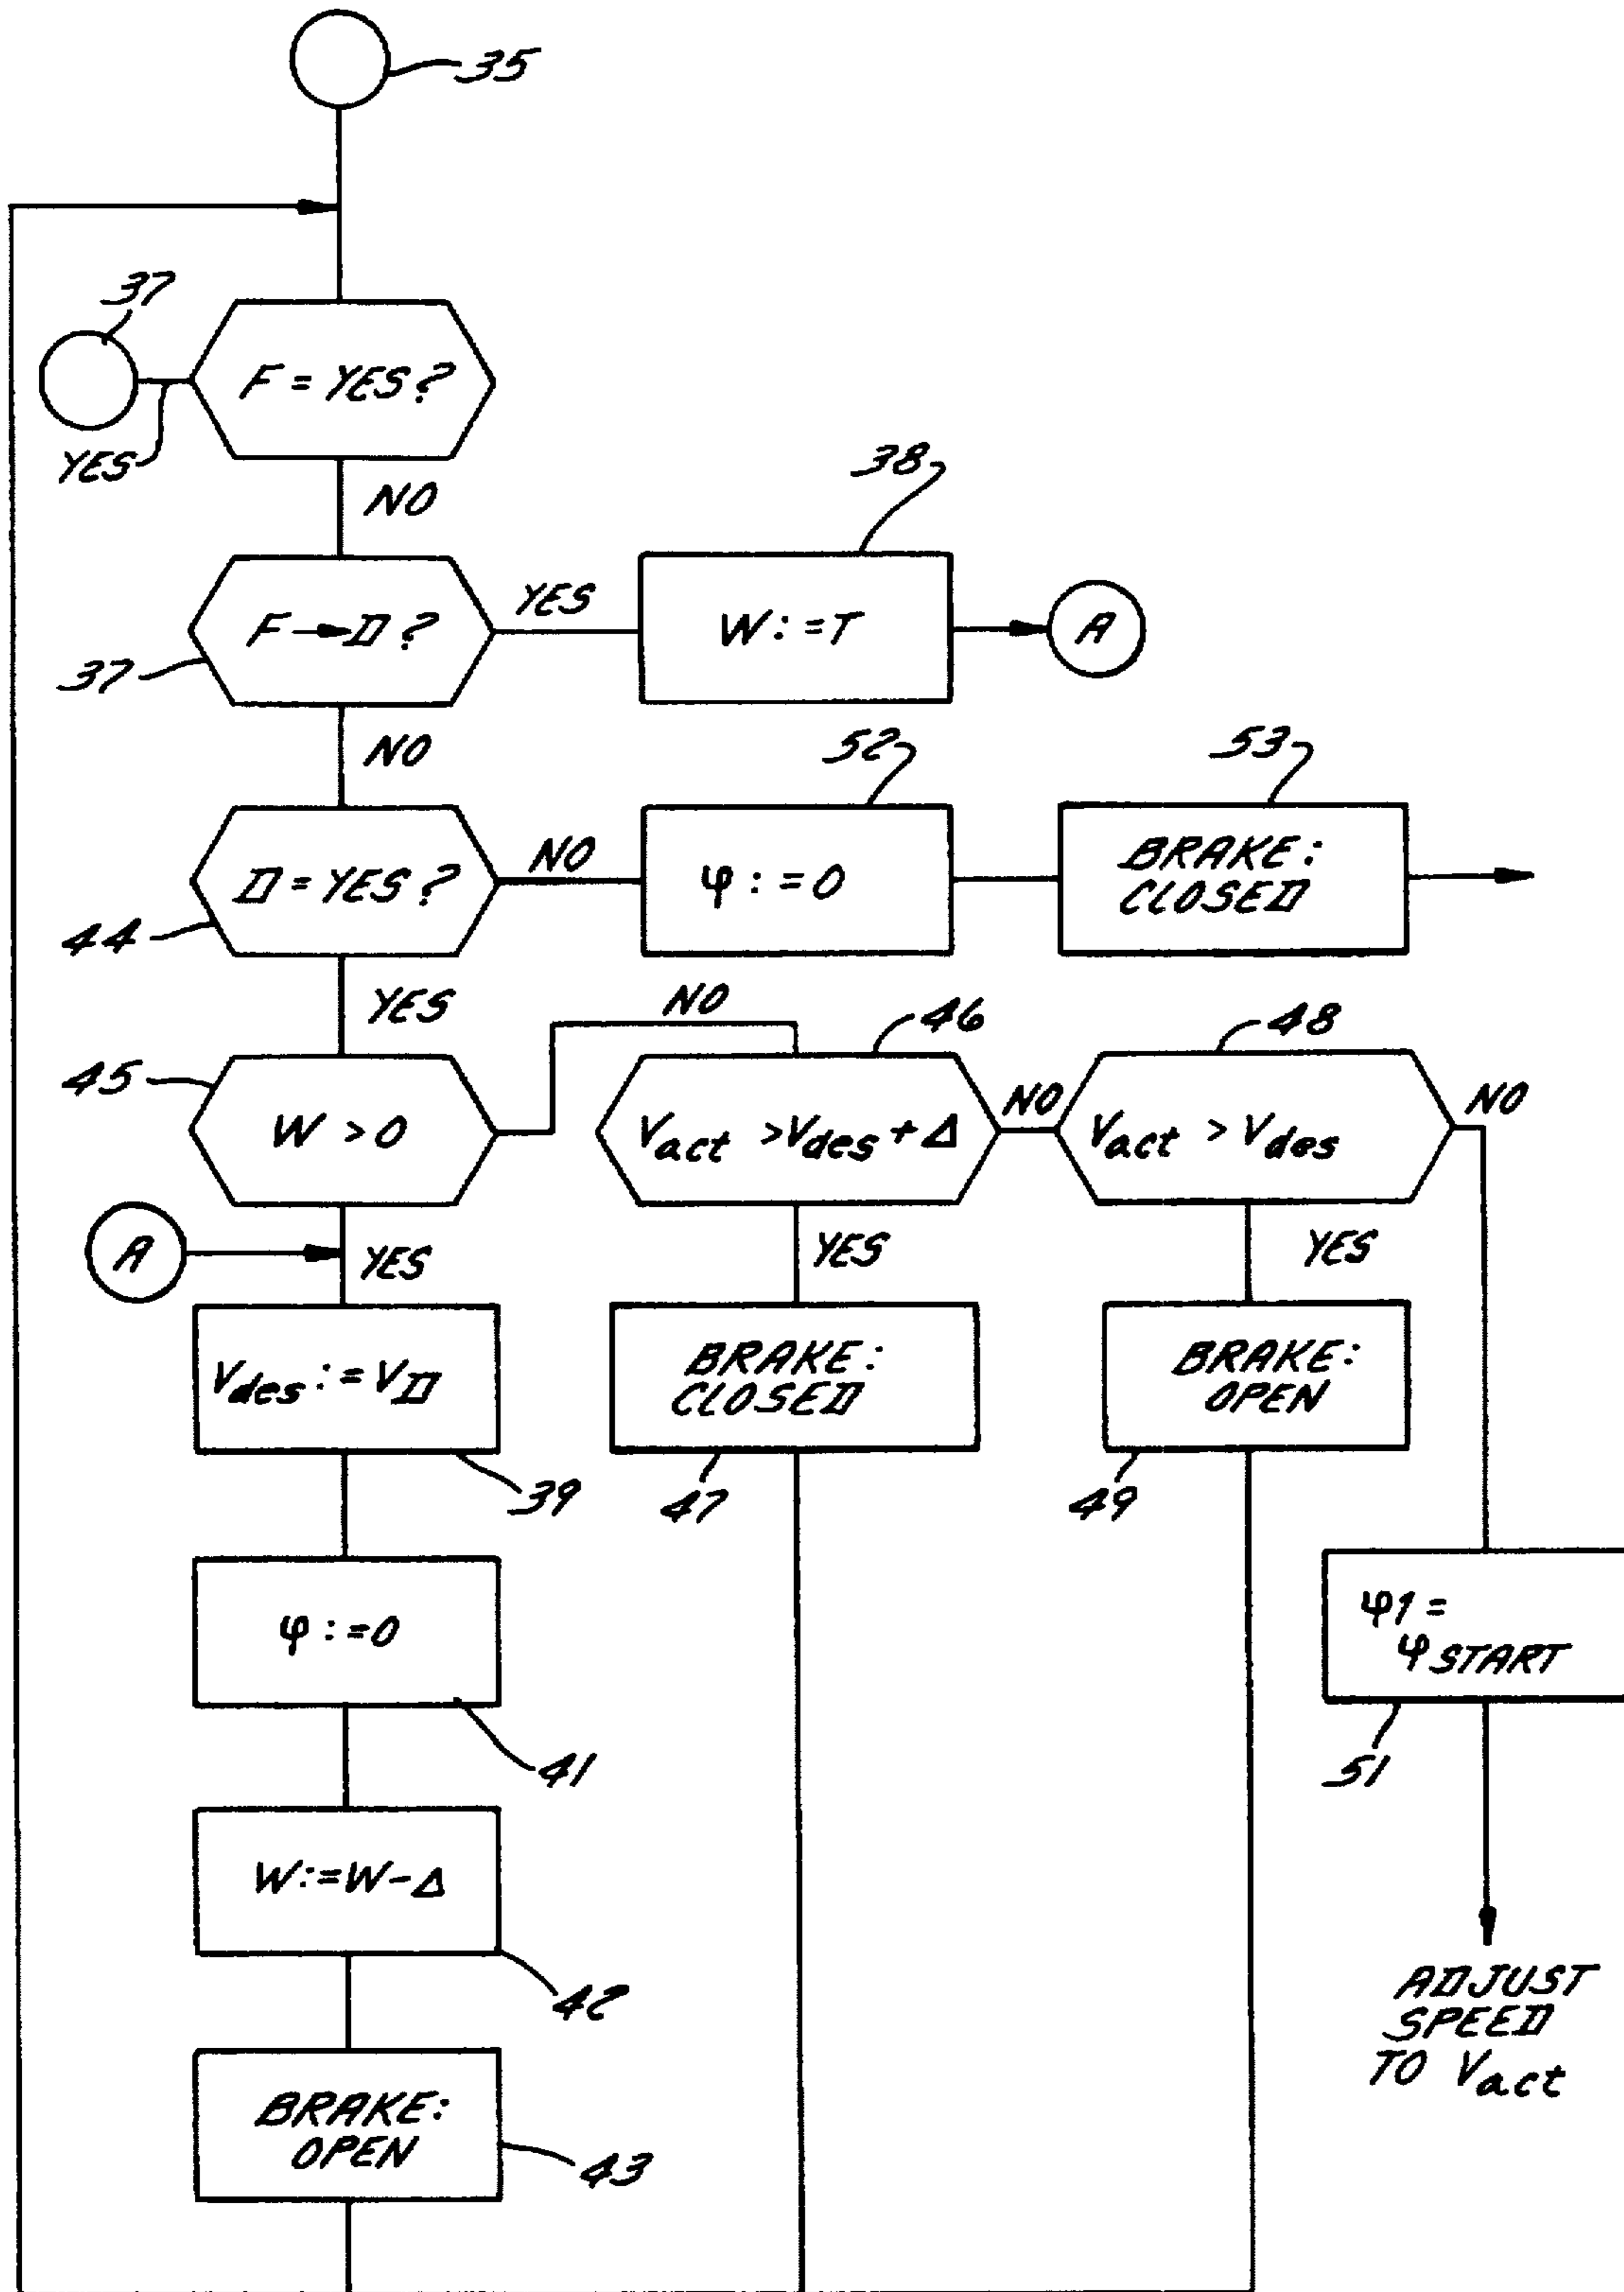 35
37
F = YES?
YES
NO
38
F → D?
YES
W: = T
A
37
NO
52
53
D = YES?
NO
φ : = 0
BRAKE:
CLOSED
44
YES
NO
46
48
45
W > 0
Vact > Vdes + Δ
NO
Vact > Vdes
NO
A
YES
YES
YES
Vdes : = VD
BRAKE:
CLOSED
BRAKE:
OPEN
39
47
49
φ : = 0
φ1 =
φ START
41
51
W: = W - Δ
42
ADJUST
SPEED
TO Vact
BRAKE:
OPEN
43